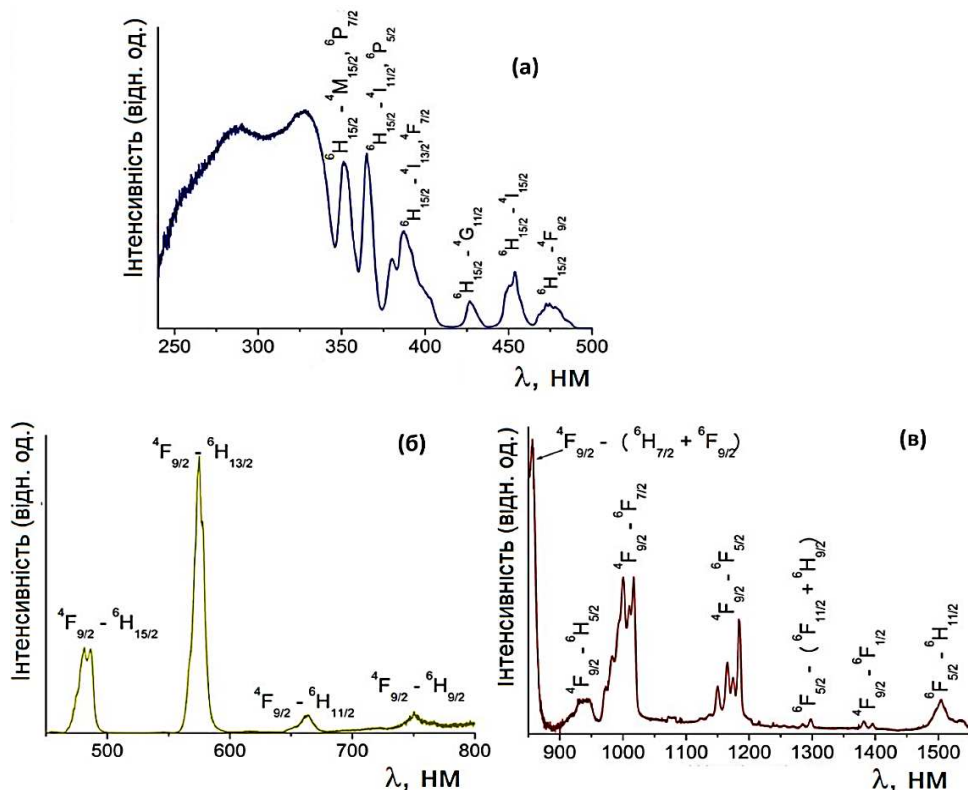 Інтенсивність (відн. од.)
(а)
⁶H₁₅/₂ - ⁴M₁₅/₂, ⁶P₇/₂
⁶H₁₅/₂ - ⁴I₁₁/₂, ⁶P₅/₂
⁶H₁₅/₂ - ⁴I₁₃/₂, ⁴F₇/₂
⁶H₁₅/₂ - ⁴G₁₁/₂
⁶H₁₅/₂ - ⁴I₁₅/₂
⁶H₁₅/₂ - ⁴F₉/₂
250 300 350 400 450 500
λ, НМ
Інтенсивність (відн. од.)
(б)
⁴F₉/₂ - ⁶H₁₅/₂
⁴F₉/₂ - ⁶H₁₃/₂
⁴F₉/₂ - ⁶H₁₁/₂
⁴F₉/₂ - ⁶H₉/₂
500 600 700 800
λ, НМ
Інтенсивність (відн. од.)
(в)
⁴F₉/₂ - (⁶H₇/₂ + ⁶F₉/₂)
⁴F₉/₂ - ⁶H₅/₂
⁴F₉/₂ - ⁶F₇/₂
⁴F₉/₂ - ⁶F₅/₂
⁶F₅/₂ - (⁶F₁₁/₂ + ⁶H₉/₂)
⁴F₉/₂ - ⁶F₁/₂
⁶F₅/₂ - ⁶H₁₁/₂
900 1000 1100 1200 1300 1400 1500
λ, НМ